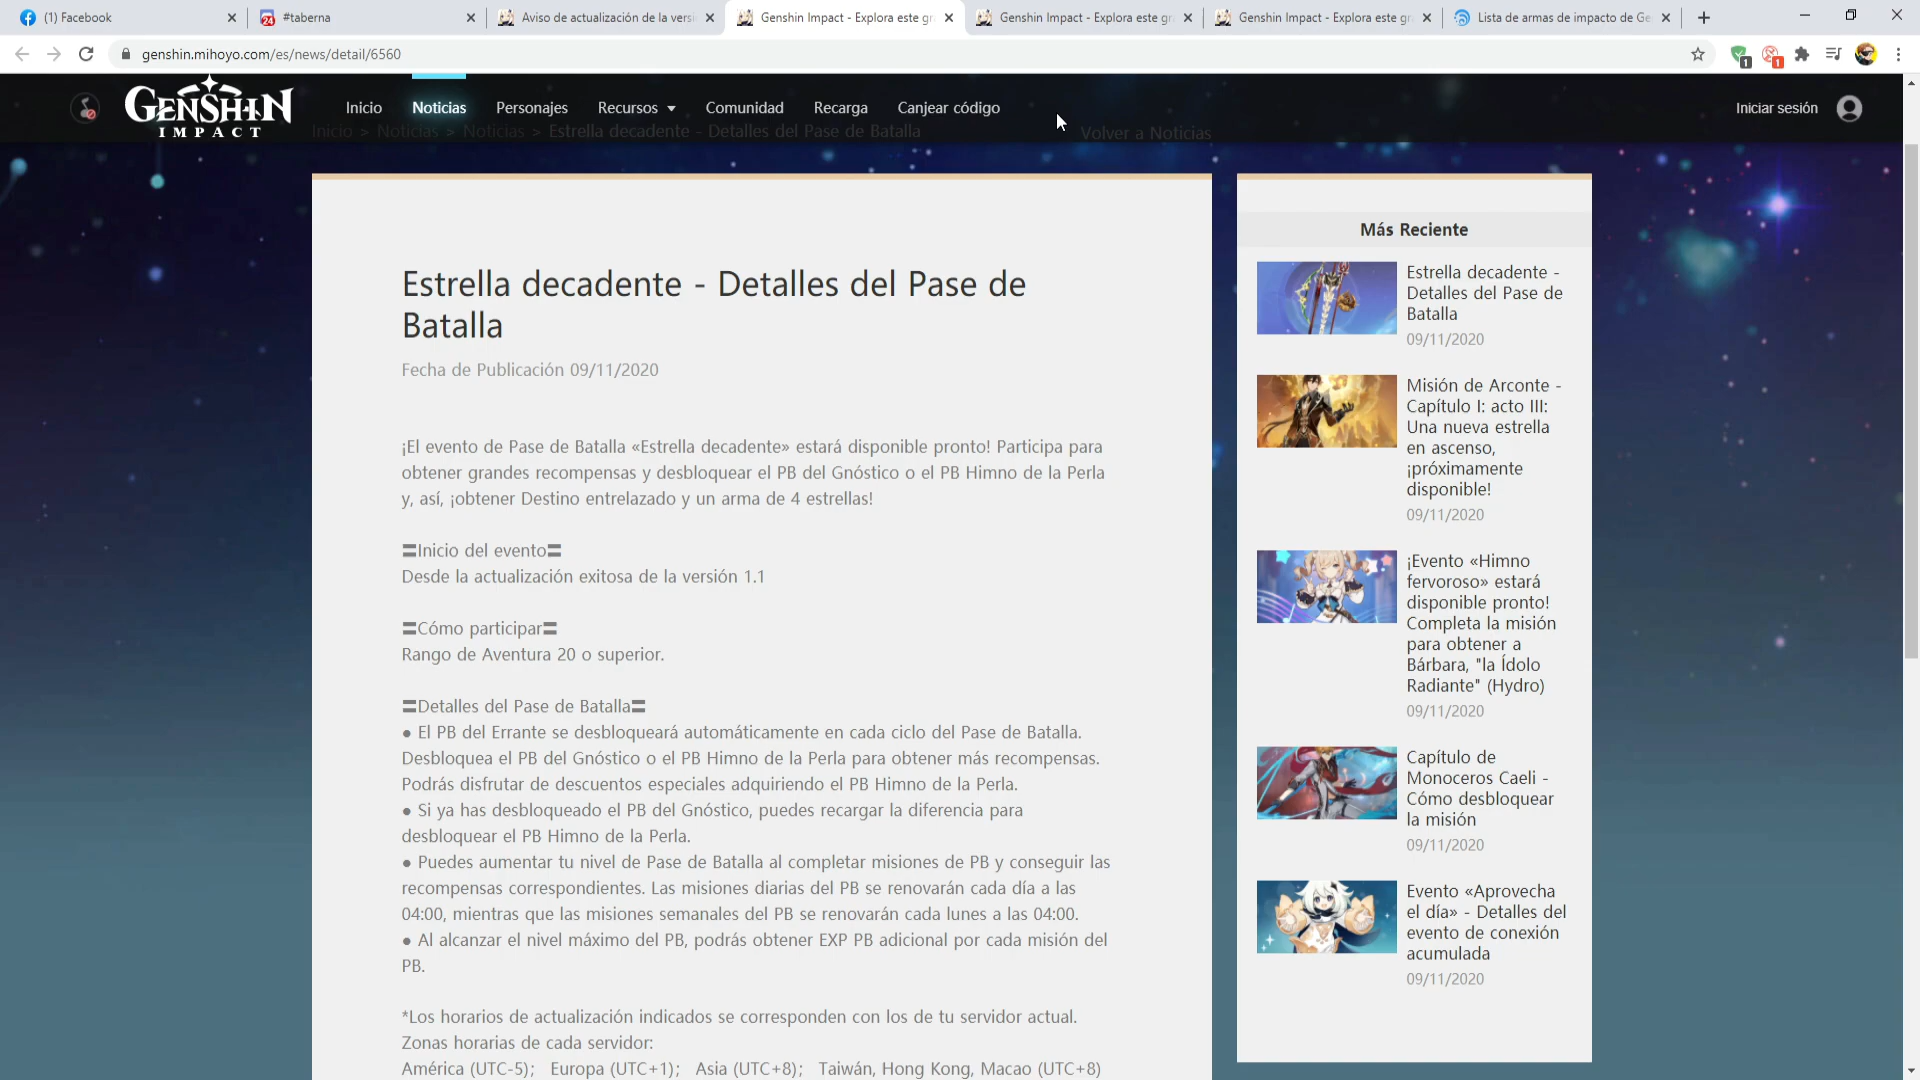 (1) Facebook
#taberna
Aviso de actualización de la versi
Genshin Impact - Explora este gr
Genshin Impact - Explora este gr
Genshin Impact - Explora este gr
Lista de armas de impacto de Ge
genshin.mihoyo.com/es/news/detail/6560
1
1
GENSHIN
IMPACT
Inicio
Noticias
Personajes
Recursos
Comunidad
Recarga
Canjear código
Iniciar sesión
Inicio > Noticias > Noticias > Estrella decadente - Detalles del Pase de Batalla
Volver a Noticias
Estrella decadente - Detalles del Pase de
Batalla
Fecha de Publicación 09/11/2020
¡El evento de Pase de Batalla «Estrella decadente» estará disponible pronto! Participa para
obtener grandes recompensas y desbloquear el PB del Gnóstico o el PB Himno de la Perla
y, así, ¡obtener Destino entrelazado y un arma de 4 estrellas!
〓Inicio del evento〓
Desde la actualización exitosa de la versión 1.1
〓Cómo participar〓
Rango de Aventura 20 o superior.
〓Detalles del Pase de Batalla〓
● El PB del Errante se desbloqueará automáticamente en cada ciclo del Pase de Batalla.
Desbloquea el PB del Gnóstico o el PB Himno de la Perla para obtener más recompensas.
Podrás disfrutar de descuentos especiales adquiriendo el PB Himno de la Perla.
● Si ya has desbloqueado el PB del Gnóstico, puedes recargar la diferencia para
desbloquear el PB Himno de la Perla.
● Puedes aumentar tu nivel de Pase de Batalla al completar misiones de PB y conseguir las
recompensas correspondientes. Las misiones diarias del PB se renovarán cada día a las
04:00, mientras que las misiones semanales del PB se renovarán cada lunes a las 04:00.
● Al alcanzar el nivel máximo del PB, podrás obtener EXP PB adicional por cada misión del
PB.
*Los horarios de actualización indicados se corresponden con los de tu servidor actual.
Zonas horarias de cada servidor:
América (UTC-5); Europa (UTC+1); Asia (UTC+8); Taiwán, Hong Kong, Macao (UTC+8)
Más Reciente
Estrella decadente -
Detalles del Pase de
Batalla
09/11/2020
Misión de Arconte -
Capítulo I: acto III:
Una nueva estrella
en ascenso,
¡próximamente
disponible!
09/11/2020
¡Evento «Himno
fervoroso» estará
disponible pronto!
Completa la misión
para obtener a
Bárbara, "la Ídolo
Radiante" (Hydro)
09/11/2020
Capítulo de
Monoceros Caeli -
Cómo desbloquear
la misión
09/11/2020
Evento «Aprovecha
el día» - Detalles del
evento de conexión
acumulada
09/11/2020